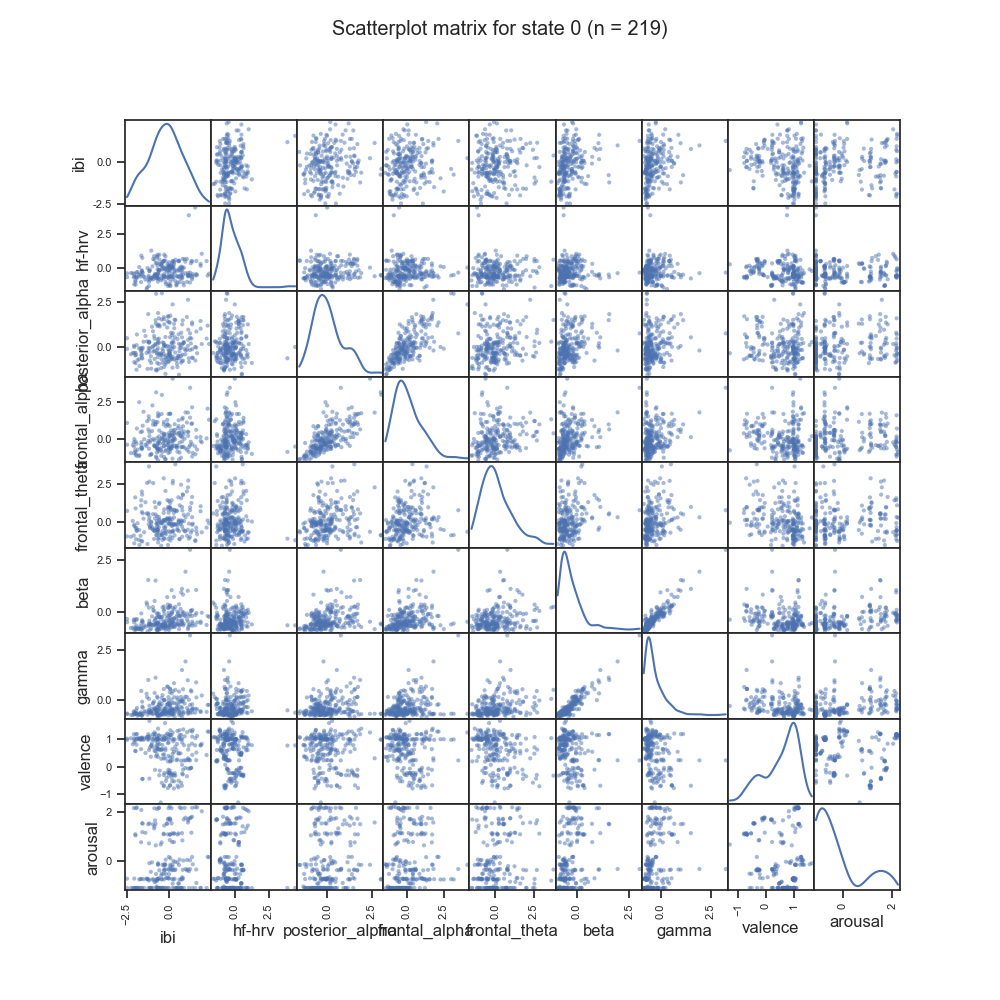 Scatterplot matrix for state 0 (n = 219)
ibi
0.0
−2.5
hf-hrv
2.5
0.0
posterior_alpha
2.5
0.0
frontal_alpha
2.5
0.0
frontal_theta
2.5
0.0
beta
2.5
0.0
gamma
2.5
0.0
valence
1
0
−1
arousal
2
0
−2.5 0.0 0.0 2.5 0.0 2.5 0.0 2.5 0.0 2.5 0.0 2.5 0.0 2.5 −1 0 1 0 2
ibi hf-hrv posterior_alpha frontal_alpha frontal_theta beta gamma valence arousal